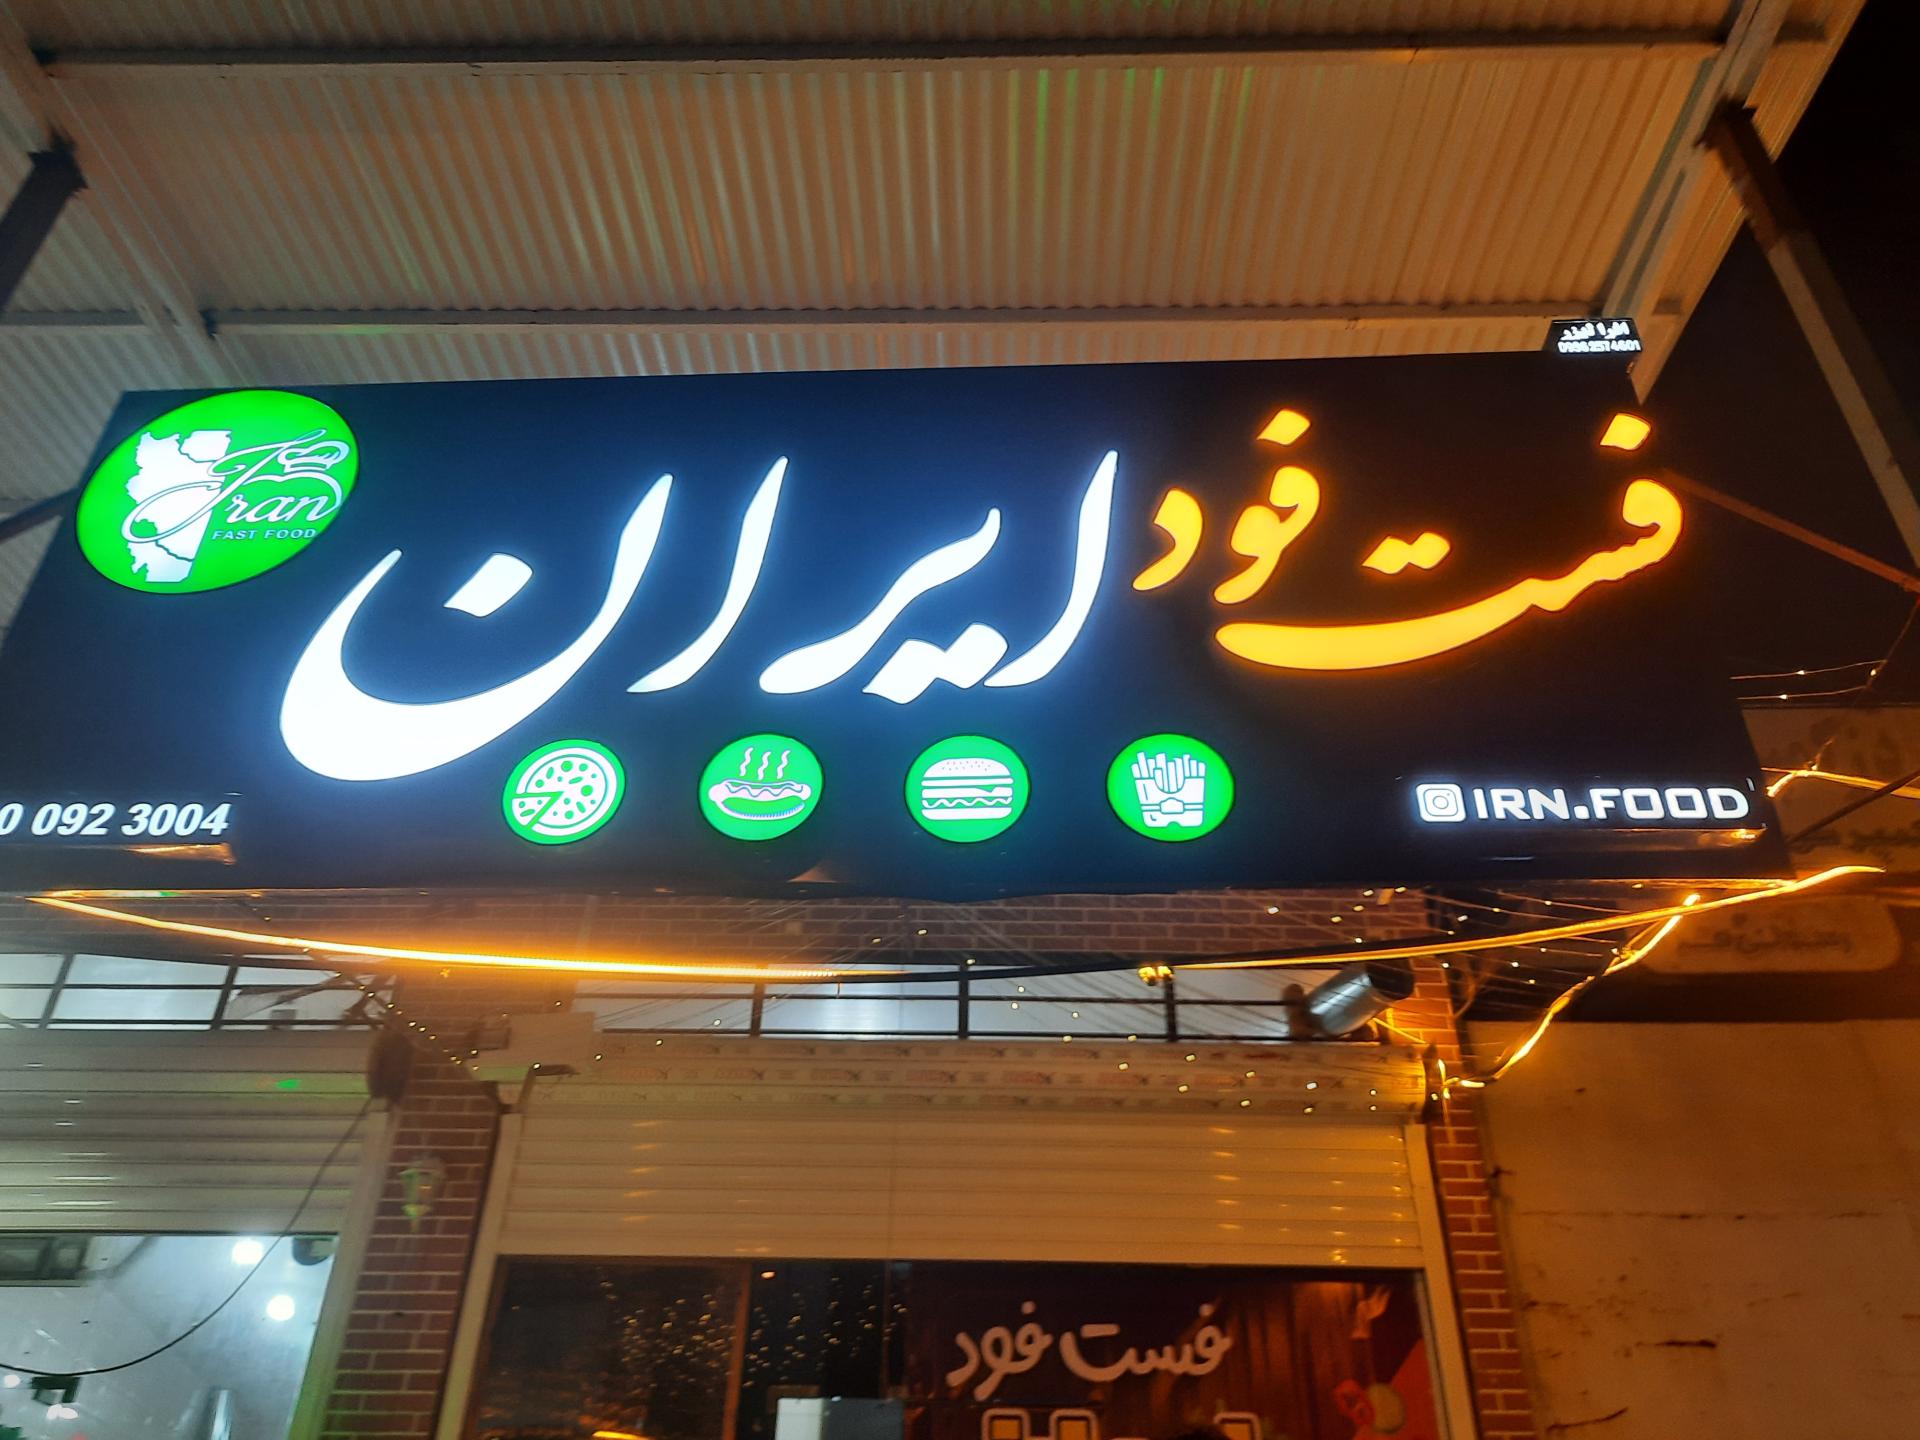 فست فود ایران
Iran
FAST FOOD
0 092 3004
IRN.FOOD
فست فود